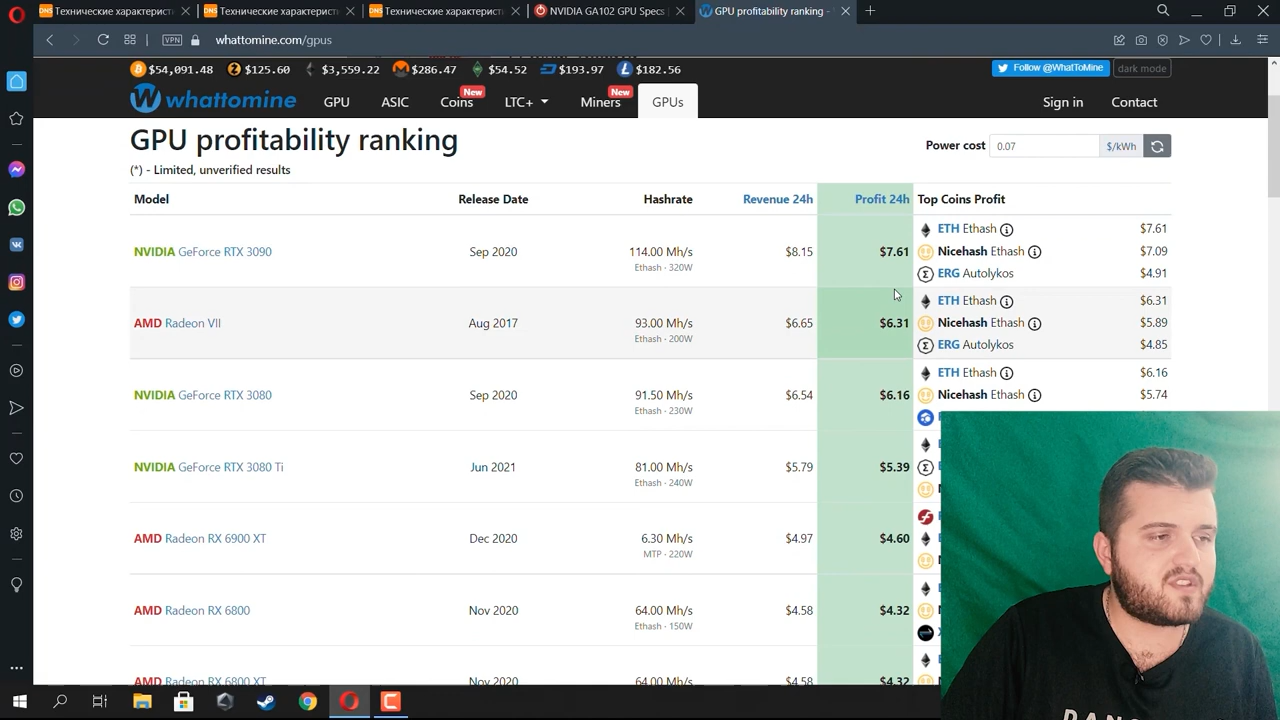 Технические характерист
Технические характерист
Технические характерист
NVIDIA GA102 GPU Specs
GPU profitability ranking -
VPN
whattomine.com/gpus
$54,091.48 $125.60 $3,559.22 $286.47 $54.52 $193.97 $182.56
Follow @WhatToMine
dark mode
whattomine
GPU
ASIC
Coins
New
LTC+
Miners
New
GPUs
Sign in
Contact
GPU profitability ranking
Power cost 0.07 $/kWh
(*) - Limited, unverified results
Model Release Date Hashrate Revenue 24h Profit 24h Top Coins Profit
NVIDIA GeForce RTX 3090 Sep 2020 114.00 Mh/s $8.15 $7.61
Ethash · 320W
ETH Ethash $7.61
Nicehash Ethash $7.09
ERG Autolykos $4.91
AMD Radeon VII Aug 2017 93.00 Mh/s $6.65 $6.31
Ethash · 200W
ETH Ethash $6.31
Nicehash Ethash $5.89
ERG Autolykos $4.85
NVIDIA GeForce RTX 3080 Sep 2020 91.50 Mh/s $6.54 $6.16
Ethash · 230W
ETH Ethash $6.16
Nicehash Ethash $5.74
NVIDIA GeForce RTX 3080 Ti Jun 2021 81.00 Mh/s $5.79 $5.39
Ethash · 240W
AMD Radeon RX 6900 XT Dec 2020 6.30 Mh/s $4.97 $4.60
MTP · 220W
AMD Radeon RX 6800 Nov 2020 64.00 Mh/s $4.58 $4.32
Ethash · 150W
AMD Radeon RX 6800 XT Nov 2020 64.00 Mh/s $4.58 $4.32